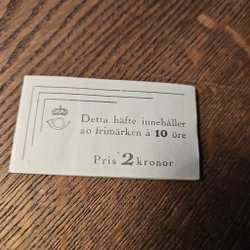 Detta häfte innehåller
20 frimärken à 10 öre
Pris 2 kronor